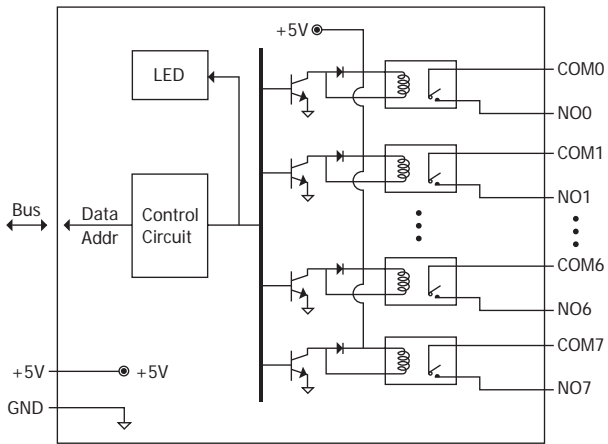 +5V
LED
COM0
NO0
COM1
NO1
Bus
Data
Addr
Control
Circuit
COM6
NO6
COM7
NO7
+5V
+5V
GND